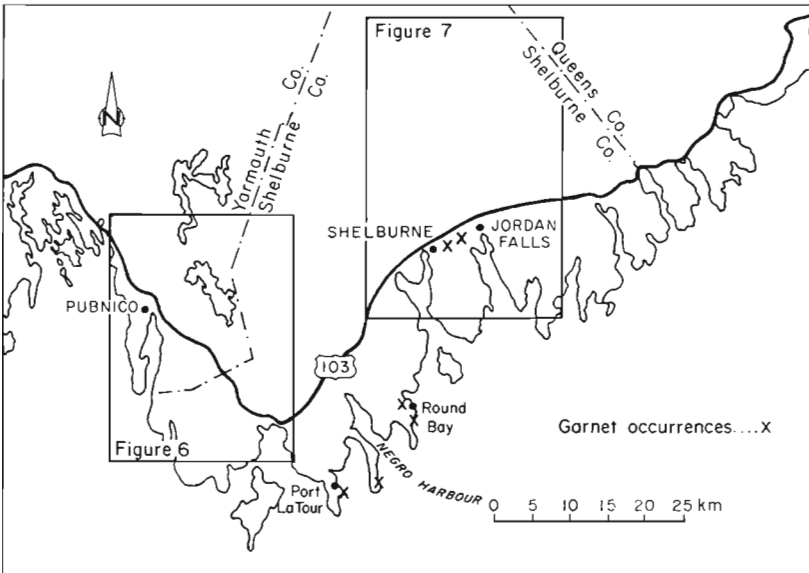 Figure 7
N
Yarmouth Co.
Shelburne Co.
Queens Co.
Shelburne Co.
SHELBURNE
JORDAN
FALLS
PUBNICO
103
Figure 6
Round
Bay
Garnet occurrences....X
NEGRO HARBOUR
Port
LaTour
0 5 10 15 20 25 km